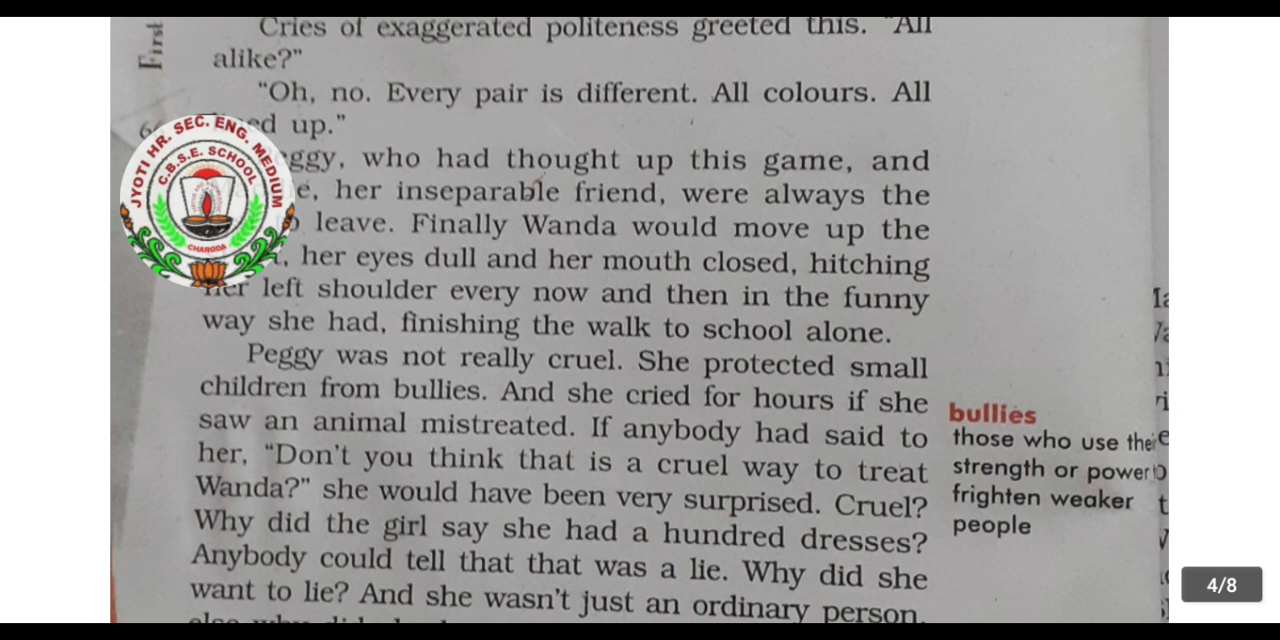 First
Cries of exaggerated politeness greeted this. "All
alike?"
"Oh, no. Every pair is different. All colours. All
up."
who had thought up this game, and
her inseparable friend, were always the
leave. Finally Wanda would move up the
her eyes dull and her mouth closed, hitching
her left shoulder every now and then in the funny
way she had, finishing the walk to school alone.
Peggy was not really cruel. She protected small
children from bullies. And she cried for hours if she
saw an animal mistreated. If anybody had said to
her, "Don't you think that is a cruel way to treat
Wanda?" she would have been very surprised. Cruel?
Why did the girl say she had a hundred dresses?
Anybody could tell that that was a lie. Why did she
want to lie? And she wasn't just an ordinary person,
bullies
those who use
strength or power
frighten weaker
people
JYOTI HR. SEC. ENG. MEDIUM
C.B.S.E. SCHOOL
CHARODA
4/8